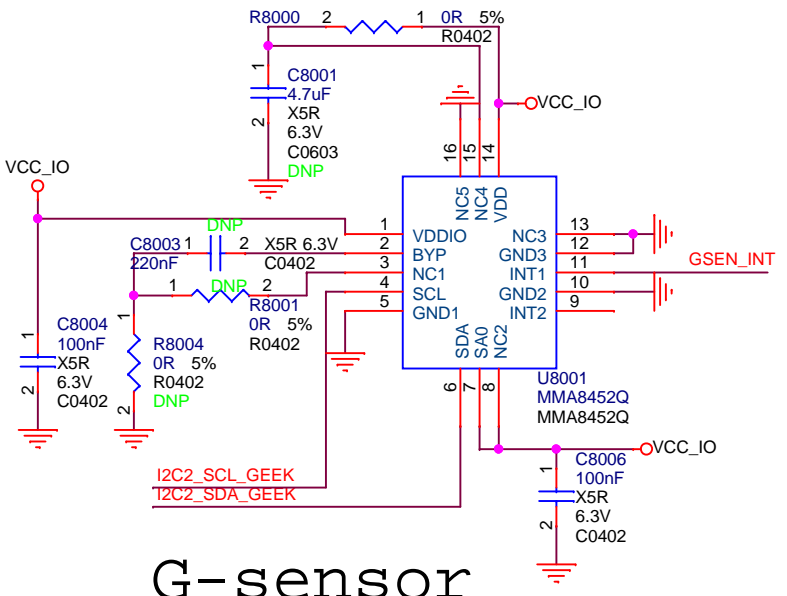 R8000 2 1 0R 5%
R0402
1
C8001
4.7uF
X5R
2
6.3V
C0603
DNP
VCC_IO
16
15
14
VCC_IO
NC5
NC4
VDD
1 VDDIO
2 BYP
3 NC1
4 SCL
5 GND1
NC3 13
GND3 12
INT1 11
GND2 10
INT2 9
GSEN_INT
DNP
C8003 1 2 X5R 6.3V
220nF C0402
DNP
1 2
R8001
0R 5%
R0402
1
C8004
100nF
X5R
6.3V
2
C0402
1
R8004
0R 5%
R0402
2
DNP
SDA
SA0
NC2
6
7
8
U8001
MMA8452Q
MMA8452Q
VCC_IO
1
C8006
100nF
X5R
2
6.3V
C0402
I2C2_SCL_GEEK
I2C2_SDA_GEEK
G-sensor